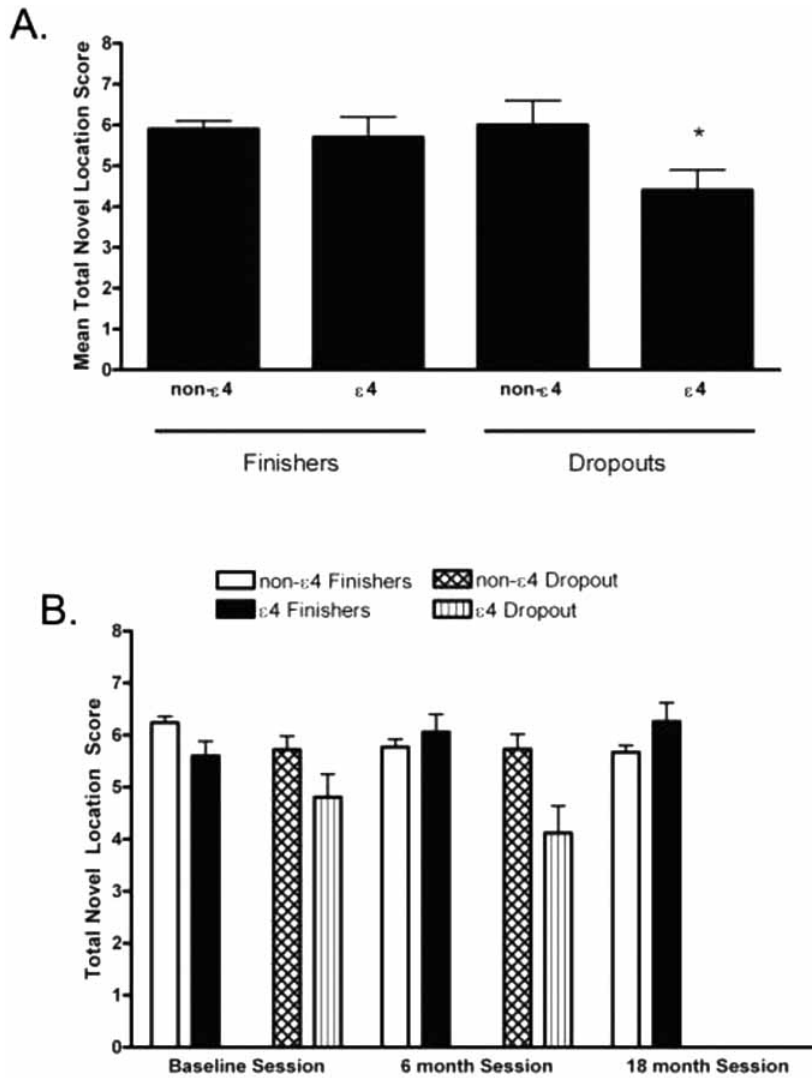 A.
Mean Total Novel Location Score
8
7
6
5
4
3
2
1
0
*
non-ε4 ε4 non-ε4 ε4
Finishers Dropouts
non-ε4 Finishers non-ε4 Dropout
ε4 Finishers ε4 Dropout
B.
Total Novel Location Score
8
7
6
5
4
3
2
1
0
Baseline Session 6 month Session 18 month Session